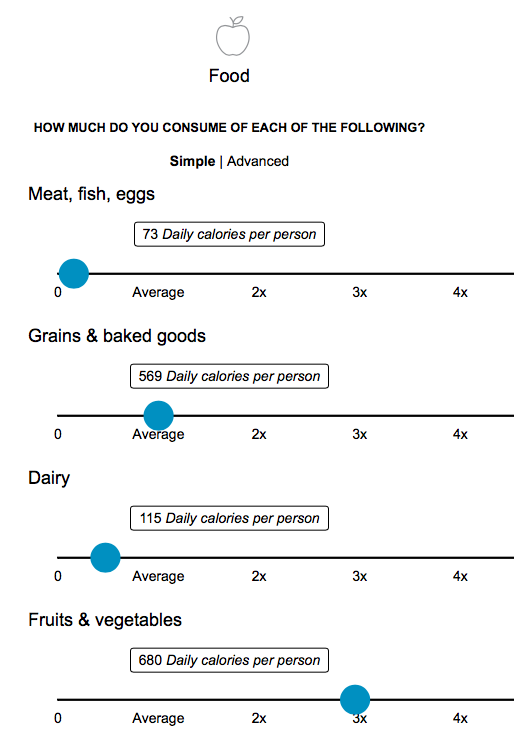 Food
HOW MUCH DO YOU CONSUME OF EACH OF THE FOLLOWING?
Simple | Advanced
Meat, fish, eggs
73 Daily calories per person
0 Average 2x 3x 4x
Grains & baked goods
569 Daily calories per person
0 Average 2x 3x 4x
Dairy
115 Daily calories per person
0 Average 2x 3x 4x
Fruits & vegetables
680 Daily calories per person
0 Average 2x 3x 4x